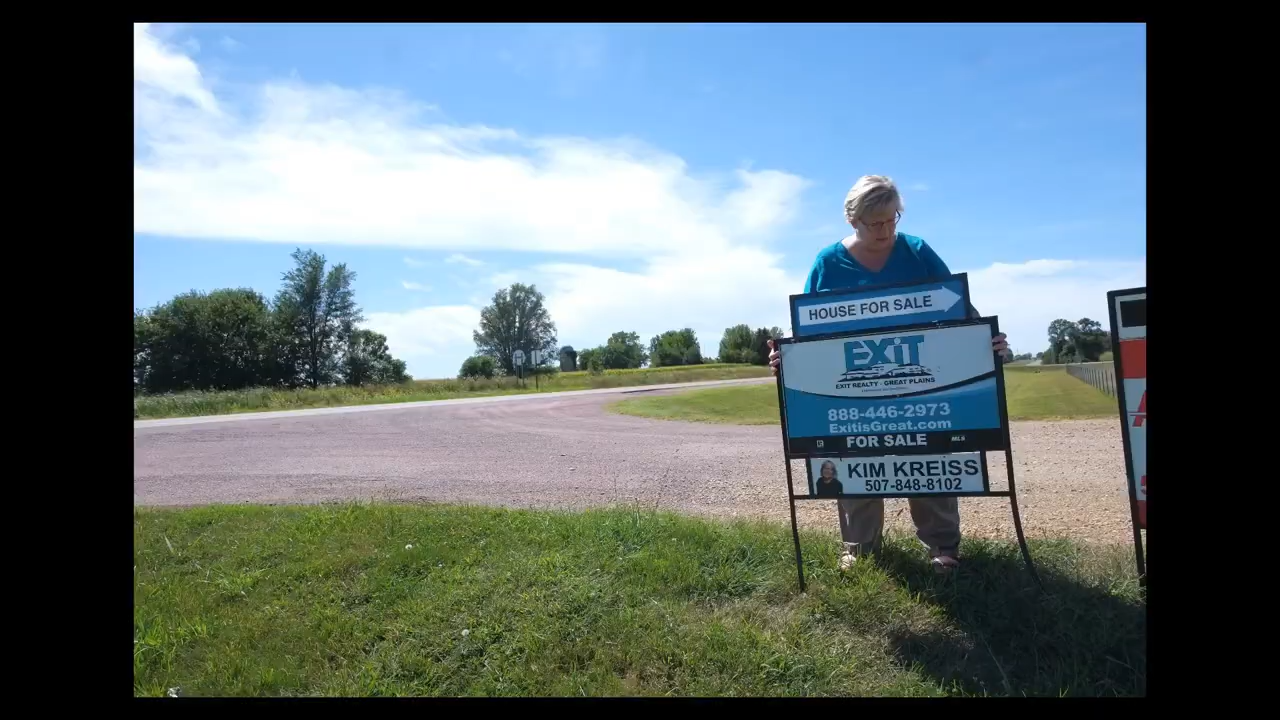 HOUSE FOR SALE
EXIT
EXIT REALTY - GREAT PLAINS
888-446-2973
ExitisGreat.com
FOR SALE
KIM KREISS
507-848-8102